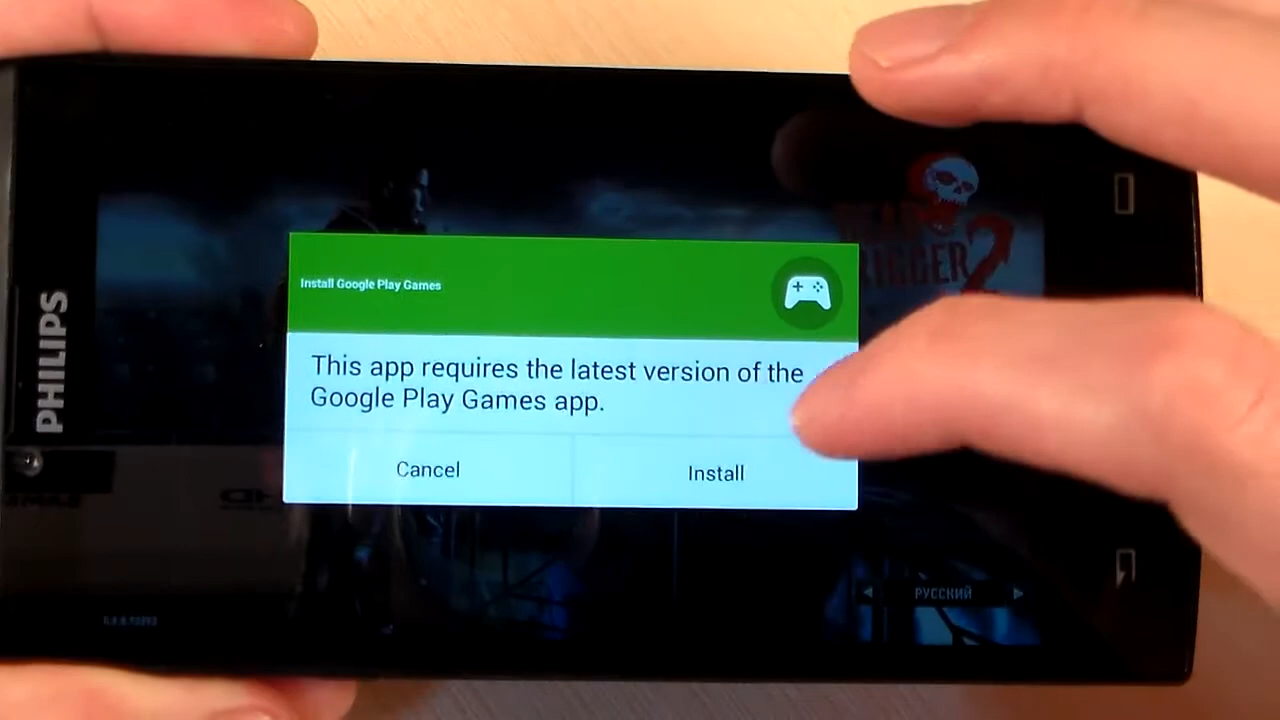 PHILIPS
2
Install Google Play Games
This app requires the latest version of the
Google Play Games app.
Cancel
Install
РУССКИЙ